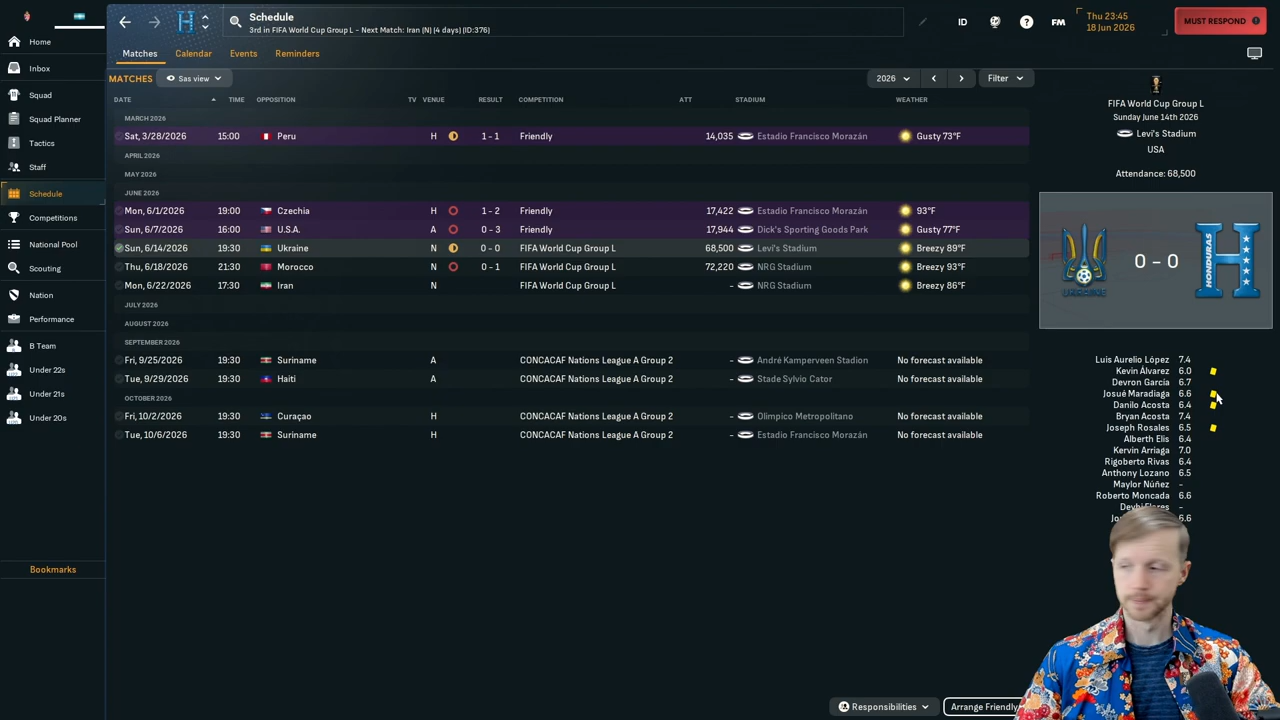 Schedule
3rd in FIFA World Cup Group L - Next Match: Iran (N) (4 days) (ID:376)
ID
FM
Thu 23:45
18 Jun 2026
MUST RESPOND
Home
Inbox
Squad
Squad Planner
Tactics
Staff
Schedule
Competitions
National Pool
Scouting
Nation
Performance
B Team
Under 22s
Under 21s
Under 20s
Bookmarks
Matches Calendar Events Reminders
MATCHES Sas view 2026 Filter
DATE TIME OPPOSITION TV VENUE RESULT COMPETITION ATT STADIUM WEATHER
MARCH 2026
Sat, 3/28/2026 15:00 Peru H 1 - 1 Friendly 14,035 Estadio Francisco Morazán Gusty 73°F
APRIL 2026
MAY 2026
JUNE 2026
Mon, 6/1/2026 19:00 Czechia H 1 - 2 Friendly 17,422 Estadio Francisco Morazán 93°F
Sun, 6/7/2026 16:00 U.S.A. A 0 - 3 Friendly 17,944 Dick's Sporting Goods Park Gusty 77°F
Sun, 6/14/2026 19:30 Ukraine N 0 - 0 FIFA World Cup Group L 68,500 Levi's Stadium Breezy 89°F
Thu, 6/18/2026 21:30 Morocco N 0 - 1 FIFA World Cup Group L 72,220 NRG Stadium Breezy 93°F
Mon, 6/22/2026 17:30 Iran N FIFA World Cup Group L - NRG Stadium Breezy 86°F
JULY 2026
AUGUST 2026
SEPTEMBER 2026
Fri, 9/25/2026 19:30 Suriname A CONCACAF Nations League A Group 2 - André Kamperveen Stadion No forecast available
Tue, 9/29/2026 19:30 Haiti A CONCACAF Nations League A Group 2 - Stade Sylvio Cator No forecast available
OCTOBER 2026
Fri, 10/2/2026 19:30 Curaçao H CONCACAF Nations League A Group 2 - Olimpico Metropolitano No forecast available
Tue, 10/6/2026 19:30 Suriname H CONCACAF Nations League A Group 2 - Estadio Francisco Morazán No forecast available
FIFA World Cup Group L
Sunday June 14th 2026
Levi's Stadium
USA
Attendance: 68,500
UKRAINE 0 - 0 HONDURAS
Luis Aurelio López 7.4
Kevin Álvarez 6.0
Devron García 6.7
Josué Maradiaga 6.6
Danilo Acosta 6.4
Bryan Acosta 7.4
Joseph Rosales 6.5
Alberth Elis 6.4
Kervin Arriaga 7.0
Rigoberto Rivas 6.4
Anthony Lozano 6.5
Maylor Núñez -
Roberto Moncada 6.6
-
6.6
Responsibilities
Arrange Friendly